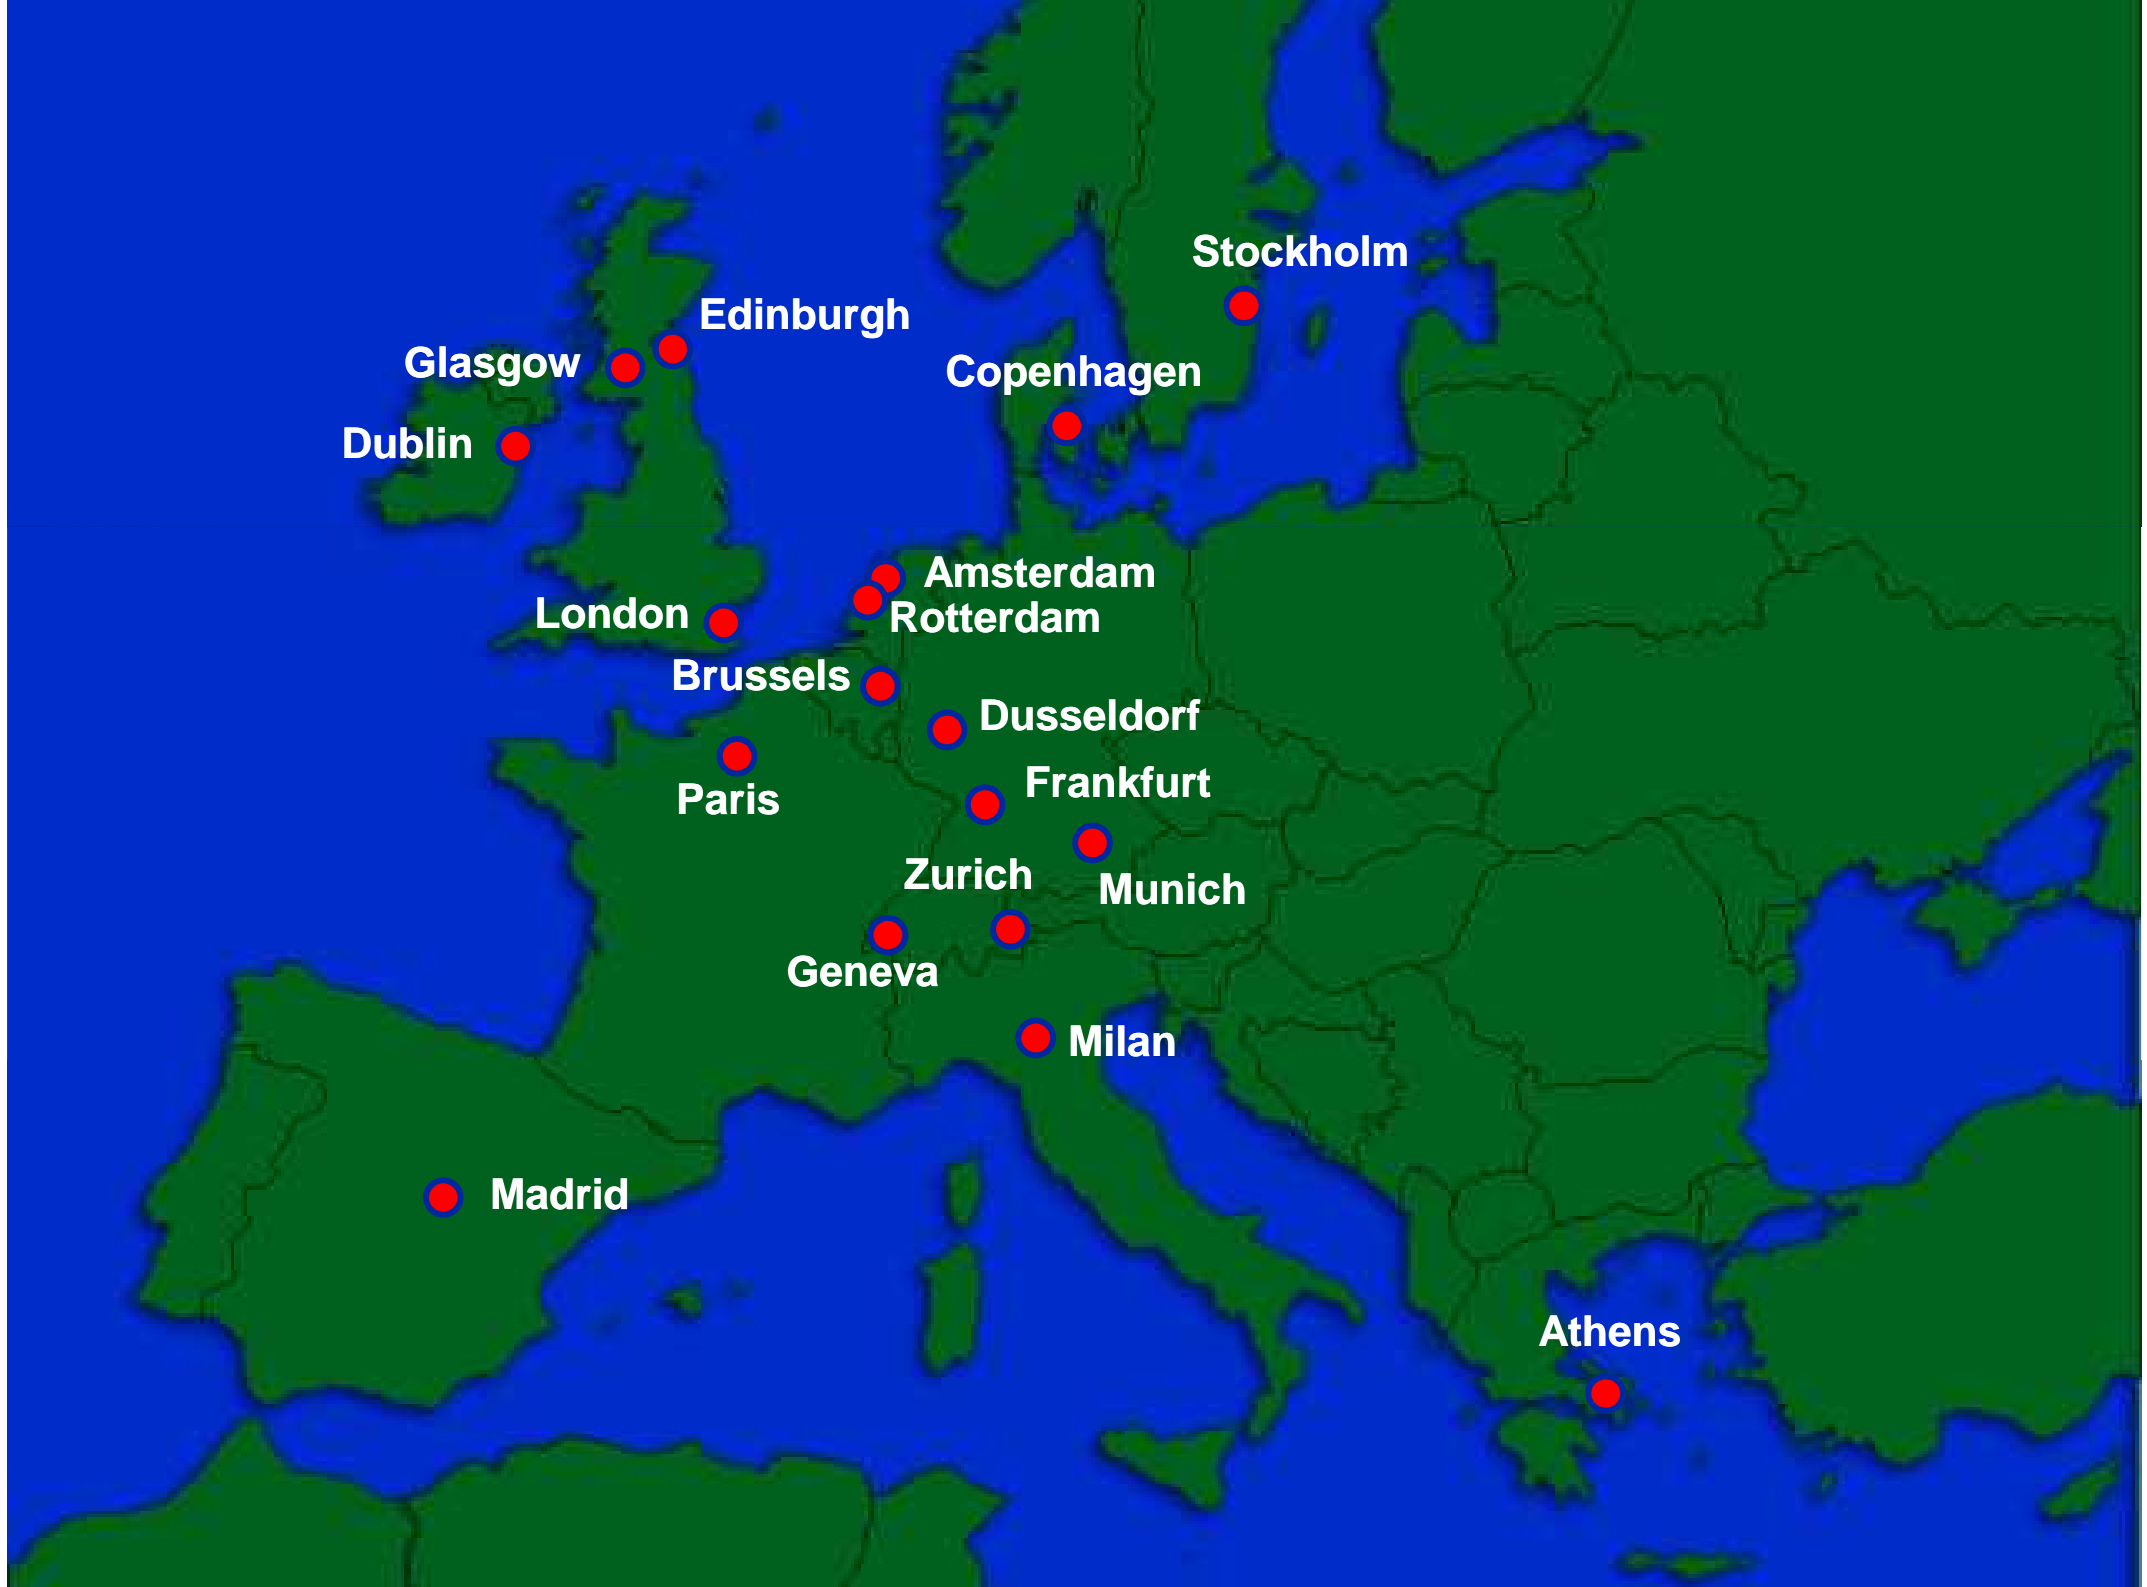 Stockholm
Edinburgh
Glasgow
Copenhagen
Dublin
Amsterdam
London
Rotterdam
Brussels
Dusseldorf
Frankfurt
Paris
Zurich
Munich
Geneva
Milan
Madrid
Athens